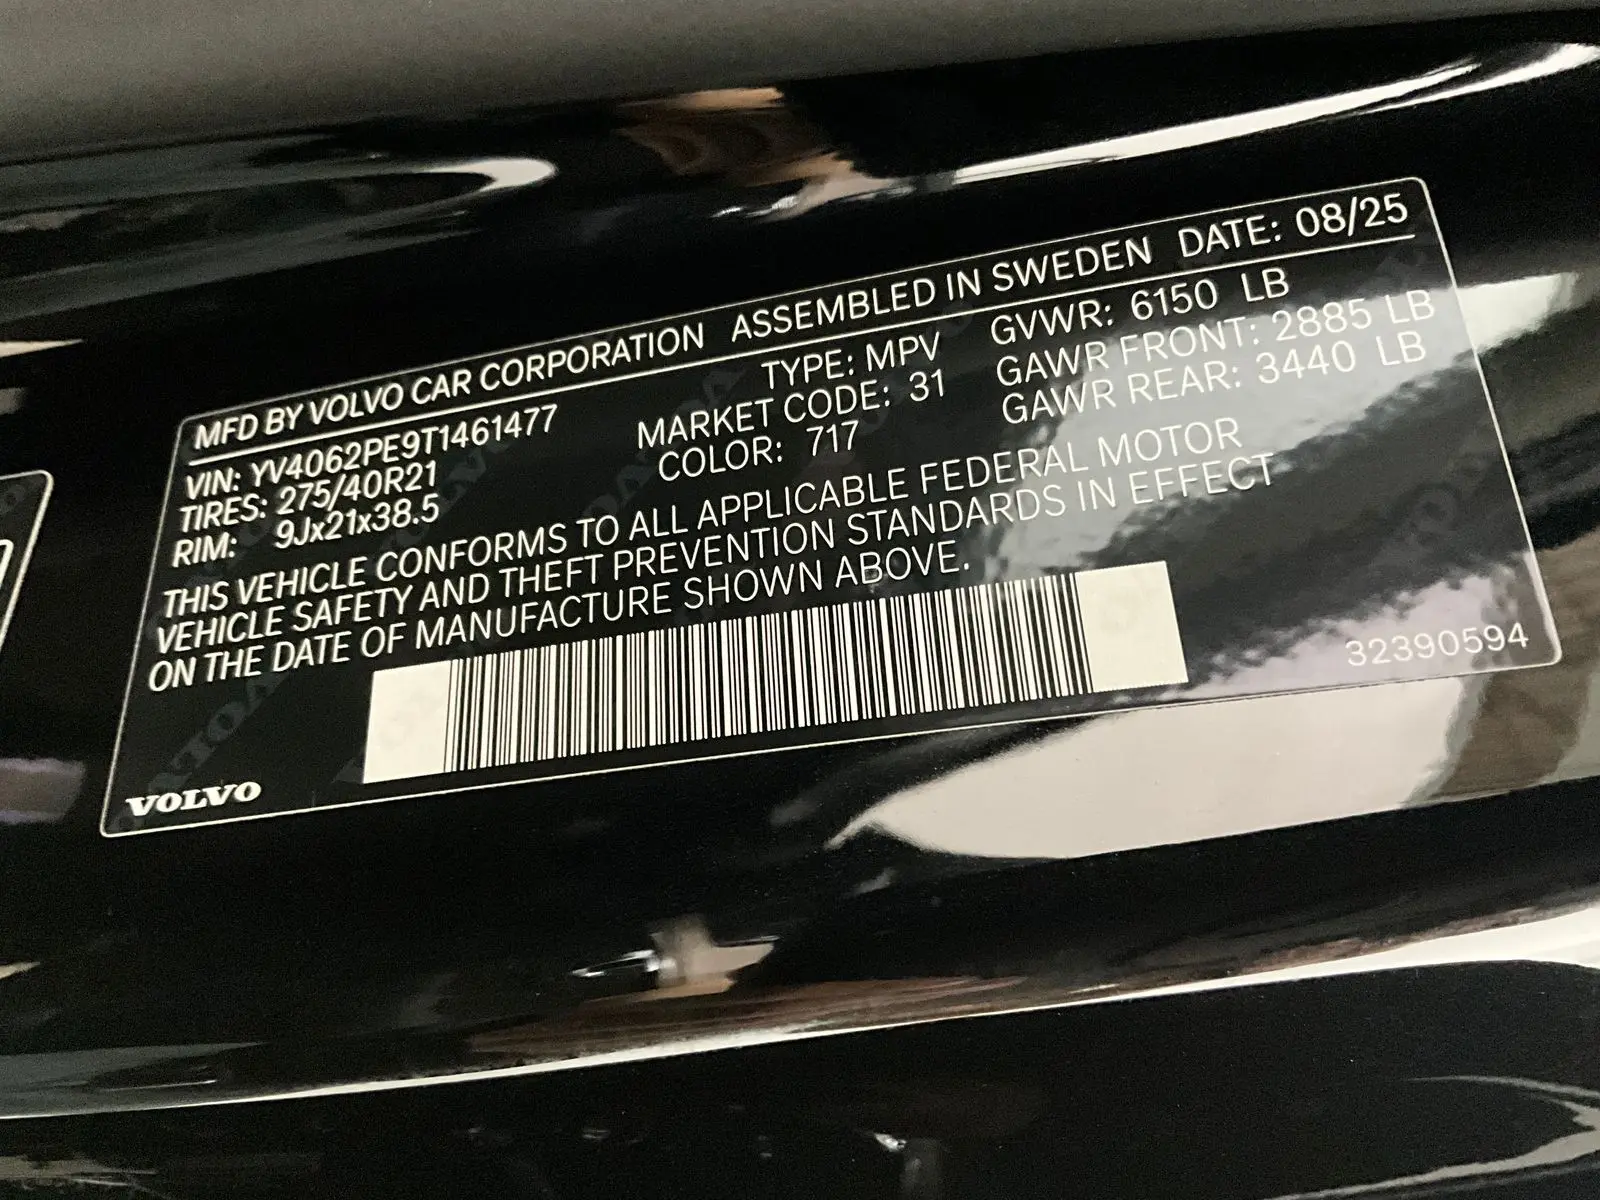 MFD BY VOLVO CAR CORPORATION ASSEMBLED IN SWEDEN DATE: 08/25
VIN: YV4062PE9T1461477 TYPE: MPV GVWR: 6150 LB
TIRES: 275/40R21 MARKET CODE: 31 GAWR FRONT: 2885 LB
RIM: 9Jx21x38.5 COLOR: 717 GAWR REAR: 3440 LB
THIS VEHICLE CONFORMS TO ALL APPLICABLE FEDERAL MOTOR
VEHICLE SAFETY AND THEFT PREVENTION STANDARDS IN EFFECT
ON THE DATE OF MANUFACTURE SHOWN ABOVE.
32390594
VOLVO